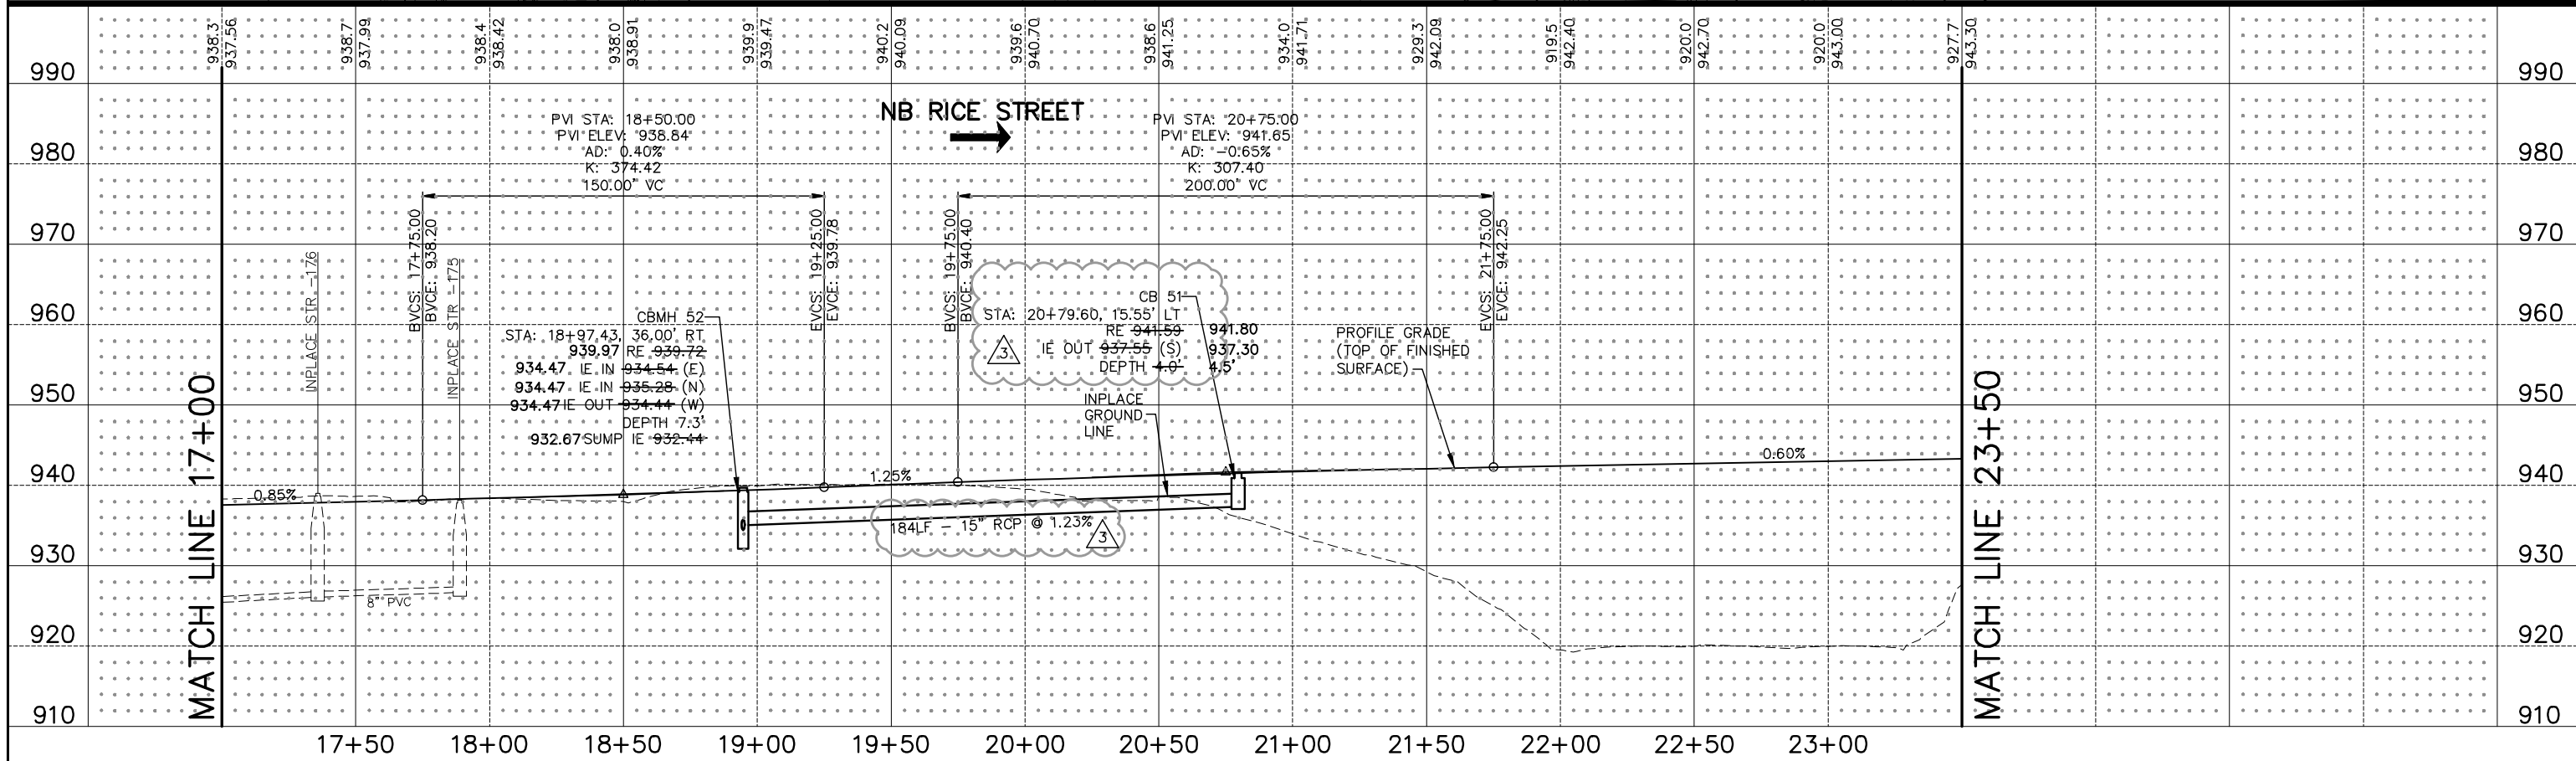 938.3
937.56
938.7
937.99
938.4
938.42
938.0
938.91
939.9
939.47
940.2
940.09
939.6
940.70
938.6
941.25
934.0
941.71
929.3
942.09
919.5
942.40
920.0
942.70
920.0
943.00
927.7
943.30
990
990
980
980
970
970
960
960
950
950
940
940
930
930
920
920
910
910
NB RICE STREET
PVI STA: 18+50.00
PVI ELEV: 938.84
AD: 0.40%
K: 374.42
150.00' VC
PVI STA: 20+75.00
PVI ELEV: 941.65
AD: -0.65%
K: 307.40
200.00' VC
MATCH LINE 17+00
INPLACE STR -176
BVCS: 17+75.00
BVCE: 938.20
INPLACE STR -175
EVCS: 19+25.00
EVCE: 939.78
BVCS: 19+75.00
BVCE: 940.40
EVCS: 21+75.00
EVCE: 942.25
MATCH LINE 23+50
CBMH 52
STA: 18+97.43, 36.00' RT
939.97 RE 939.72
934.47 IE IN 934.54 (E)
934.47 IE IN 935.28 (N)
934.47 IE OUT 934.44 (W)
DEPTH 7.3'
932.67 SUMP IE 932.44
CB 51
STA: 20+79.60, 15.55' LT
RE 941.59 941.80
IE OUT 937.55 (S) 937.30
DEPTH 4.0' 4.5'
3
INPLACE
GROUND
LINE
PROFILE GRADE
(TOP OF FINISHED
SURFACE)
0.85%
1.25%
0.60%
184LF - 15" RCP @ 1.23%
3
8" PVC
17+50
18+00
18+50
19+00
19+50
20+00
20+50
21+00
21+50
22+00
22+50
23+00